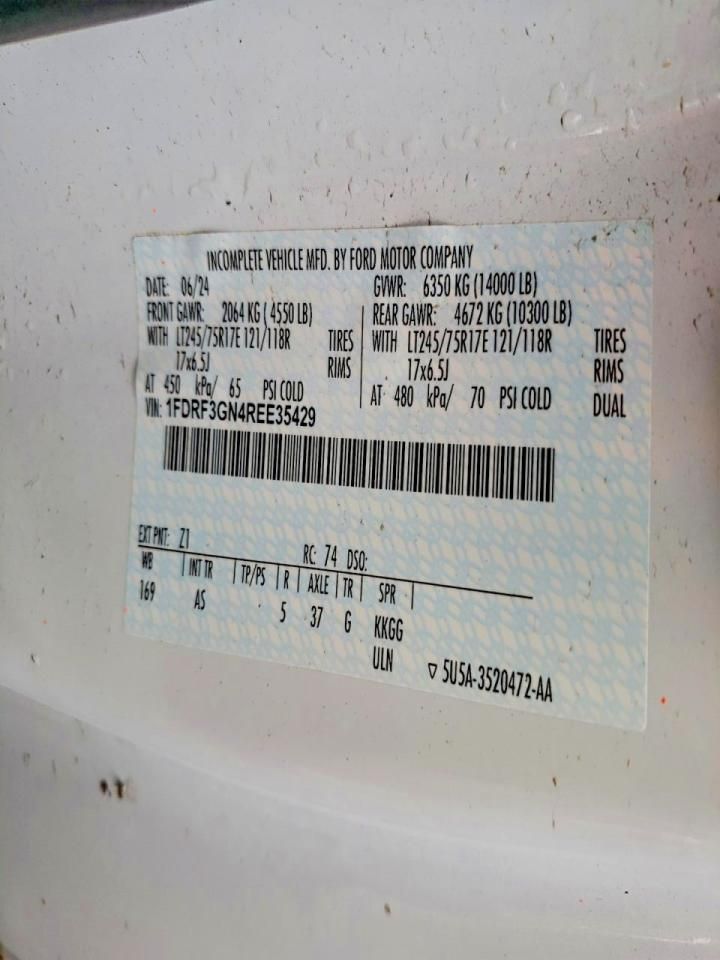 INCOMPLETE VEHICLE MFD. BY FORD MOTOR COMPANY
DATE: 06/24 GVWR: 6350 KG (14000 LB)
FRONT GAWR: 2064 KG ( 4550 LB) REAR GAWR: 4672 KG (10300 LB)
WITH LT245/75R17E 121/118R TIRES WITH LT245/75R17E 121/118R TIRES
17x6.5J RIMS 17x6.5J RIMS
AT 450 kPa/ 65 PSI COLD AT 480 kPa/ 70 PSI COLD DUAL
VIN: 1FDRF3GN4REE35429
EXT PNT: Z1 RC: 74 DSO:
WB INT TR TP/PS R AXLE TR SPR
169 AS 5 37 G KKGG
ULN ▽ 5U5A-3520472-AA